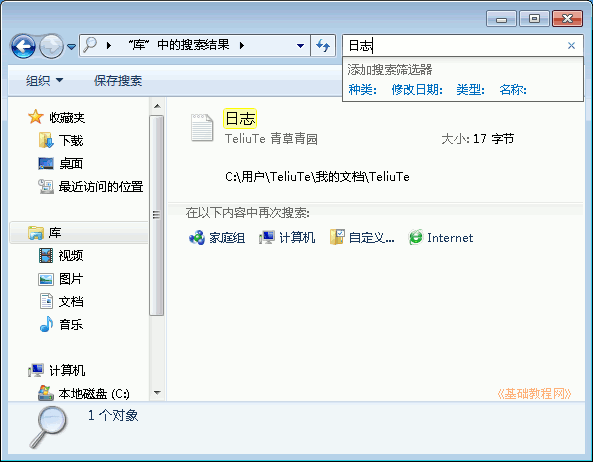 “库”中的搜索结果
日志
添加搜索筛选器
种类: 修改日期: 类型: 名称:
组织 保存搜索
收藏夹
下载
桌面
最近访问的位置
库
视频
图片
文档
音乐
计算机
本地磁盘 (C:)
日志
TeliuTe 青草青园 大小: 17 字节
C:\用户\TeliuTe\我的文档\TeliuTe
在以下内容中再次搜索:
家庭组 计算机 自定义... Internet
《基础教程网》
1 个对象